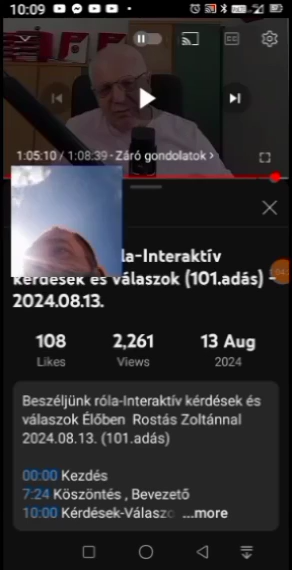 10:09
1:05:10 / 1:08:39 · Záró gondolatok >
la-Interaktív
kérdések és válaszok (101.adás) -
2024.08.13.
108
2,261
13 Aug
Likes
Views
2024
Beszéljünk róla-Interaktív kérdések és
válaszok Élőben Rostás Zoltánnal
2024.08.13. (101.adás)
00:00 Kezdés
7:24 Köszöntés , Bevezető
10:00 Kérdések-Válaszo ...more